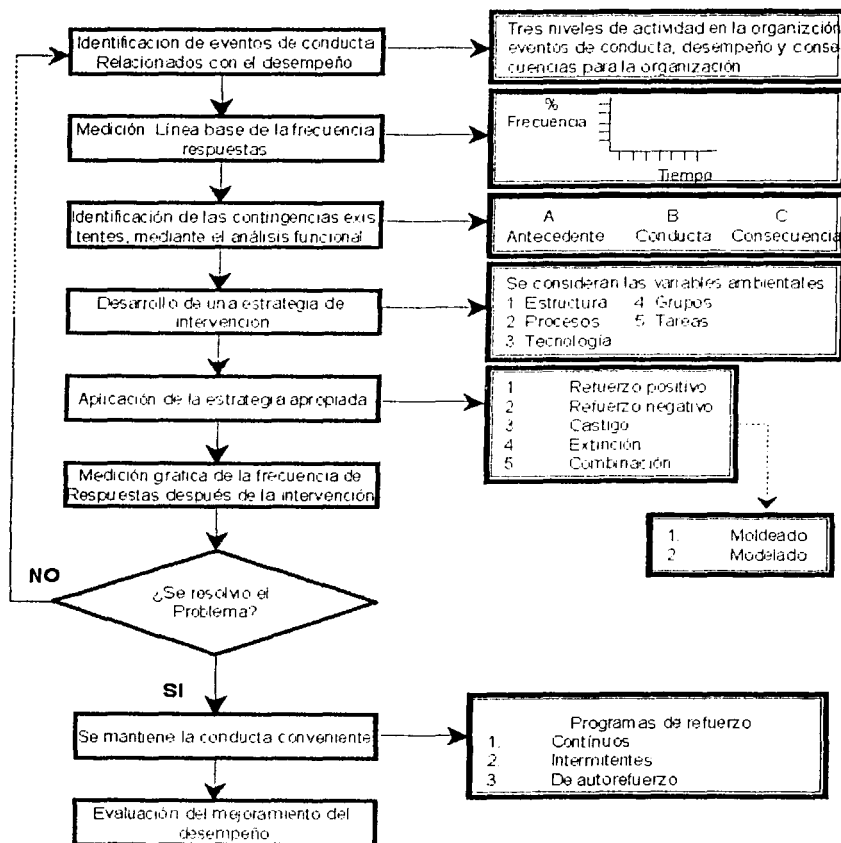 Identificación de eventos de conducta
Relacionados con el desempeño
Tres niveles de actividad en la organizción
eventos de conducta, desempeño y conse
cuencias para la organización
Medición Línea base de la frecuencia
respuestas
%
Frecuencia
Tiempo
Identificación de las contingencias exis
tentes, mediante el análisis funcional
A B C
Antecedente Conducta Consecuencia
Desarrollo de una estrategia de
intervención
Se consideran las variables ambientales
1 Estructura 4 Grupos
2 Procesos 5 Tareas
3 Tecnología
Aplicación de la estrategia apropiada
1 Refuerzo positivo
2 Refuerzo negativo
3 Castigo
4 Extinción
5 Combinación
Medición gráfica de la frecuencia de
Respuestas después de la intervención
1. Moldeado
2 Modelado
NO
¿Se resolvio el
Problema?
SI
Se mantiene la conducta conveniente
Programas de refuerzo
1. Contínuos
2. Intermitentes
3 De autorefuerzo
Evaluación del mejoramiento del
desempeño